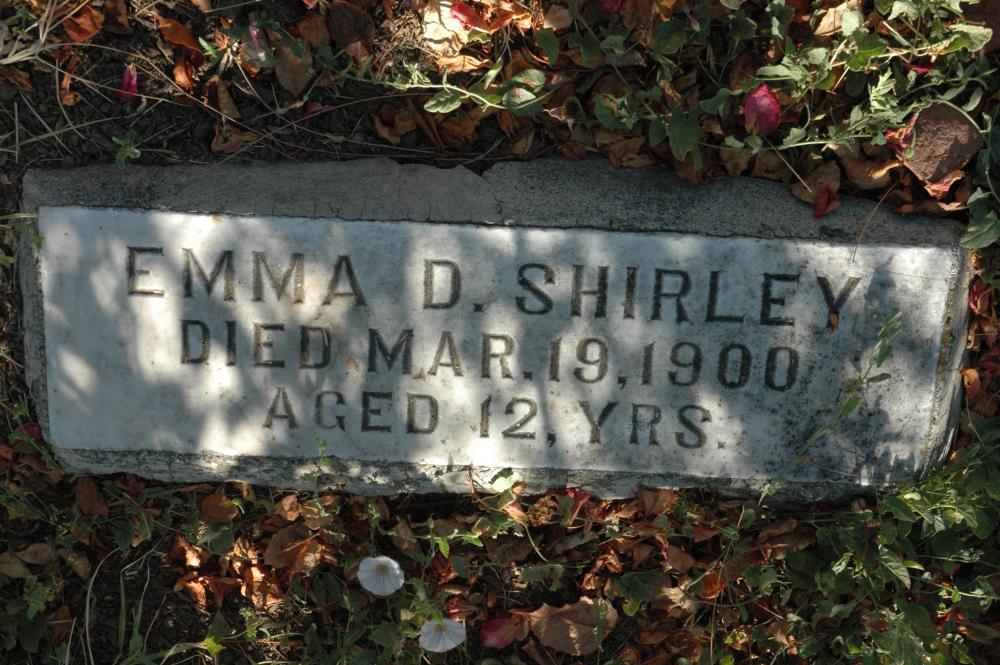 EMMA D. SHIRLEY
DIED MAR. 19, 1900
AGED 12, YRS.